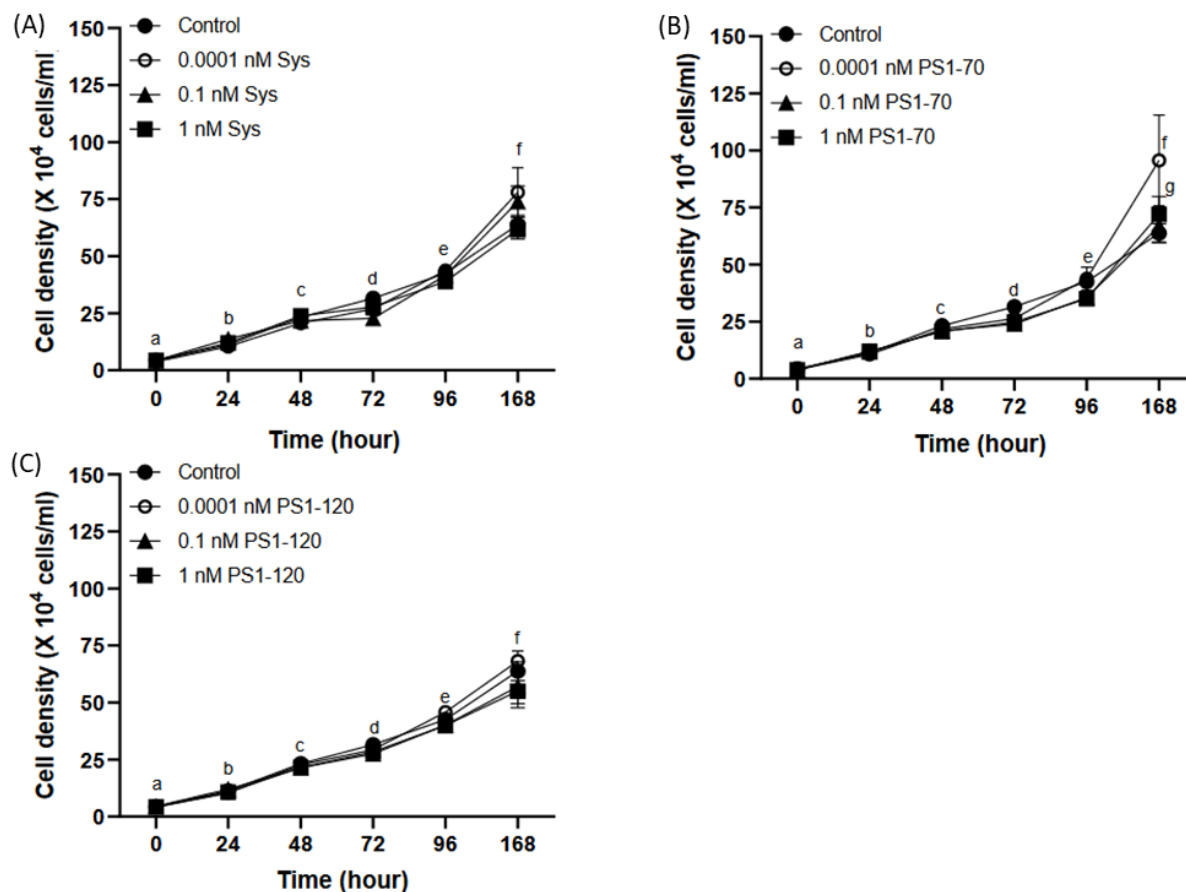 (A)
Control
0.0001 nM Sys
0.1 nM Sys
1 nM Sys
Cell density (X 10⁴ cells/ml)
150
125
100
75
50
25
0
a
b
c
d
e
f
0 24 48 72 96 168
Time (hour)
(B)
Control
0.0001 nM PS1-70
0.1 nM PS1-70
1 nM PS1-70
Cell density (X 10⁴ cells/ml)
150
125
100
75
50
25
0
a
b
c
d
e
f
g
0 24 48 72 96 168
Time (hour)
(C)
Control
0.0001 nM PS1-120
0.1 nM PS1-120
1 nM PS1-120
Cell density (X 10⁴ cells/ml)
150
125
100
75
50
25
0
a
b
c
d
e
f
0 24 48 72 96 168
Time (hour)